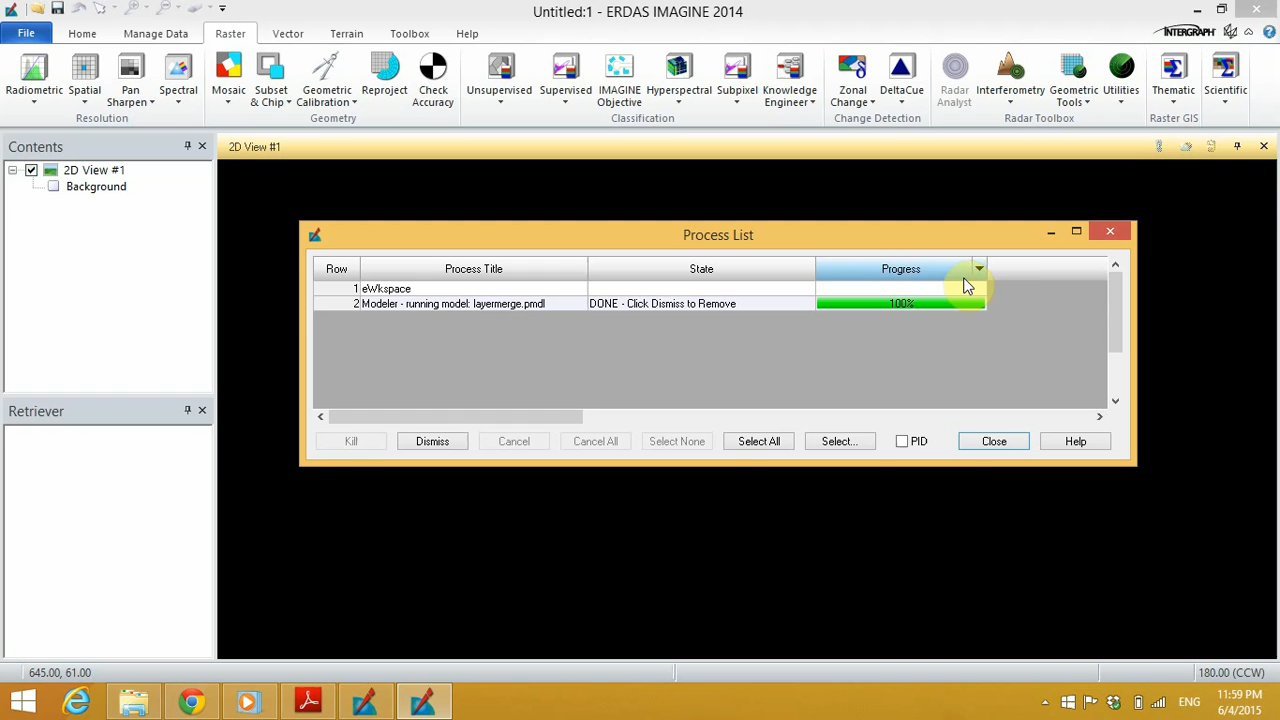 Untitled:1 - ERDAS IMAGINE 2014
File Home Manage Data Raster Vector Terrain Toolbox Help INTERGRAPH
Radiometric Spatial Pan Sharpen Spectral Mosaic Subset & Chip Geometric Calibration Reproject Check Accuracy Unsupervised Supervised IMAGINE Objective Hyperspectral Subpixel Knowledge Engineer Zonal Change DeltaCue Radar Analyst Interferometry Geometric Tools Utilities Thematic Scientific
Resolution Geometry Classification Change Detection Radar Toolbox Raster GIS
Contents
2D View #1
Background
Retriever
2D View #1
Process List
Row Process Title State Progress
1 eWkspace
2 Modeler - running model: layermerge.pmdl DONE - Click Dismiss to Remove 100%
Kill Dismiss Cancel Cancel All Select None Select All Select... PID Close Help
645.00, 61.00 180.00 (CCW)
ENG
11:59 PM
6/4/2015